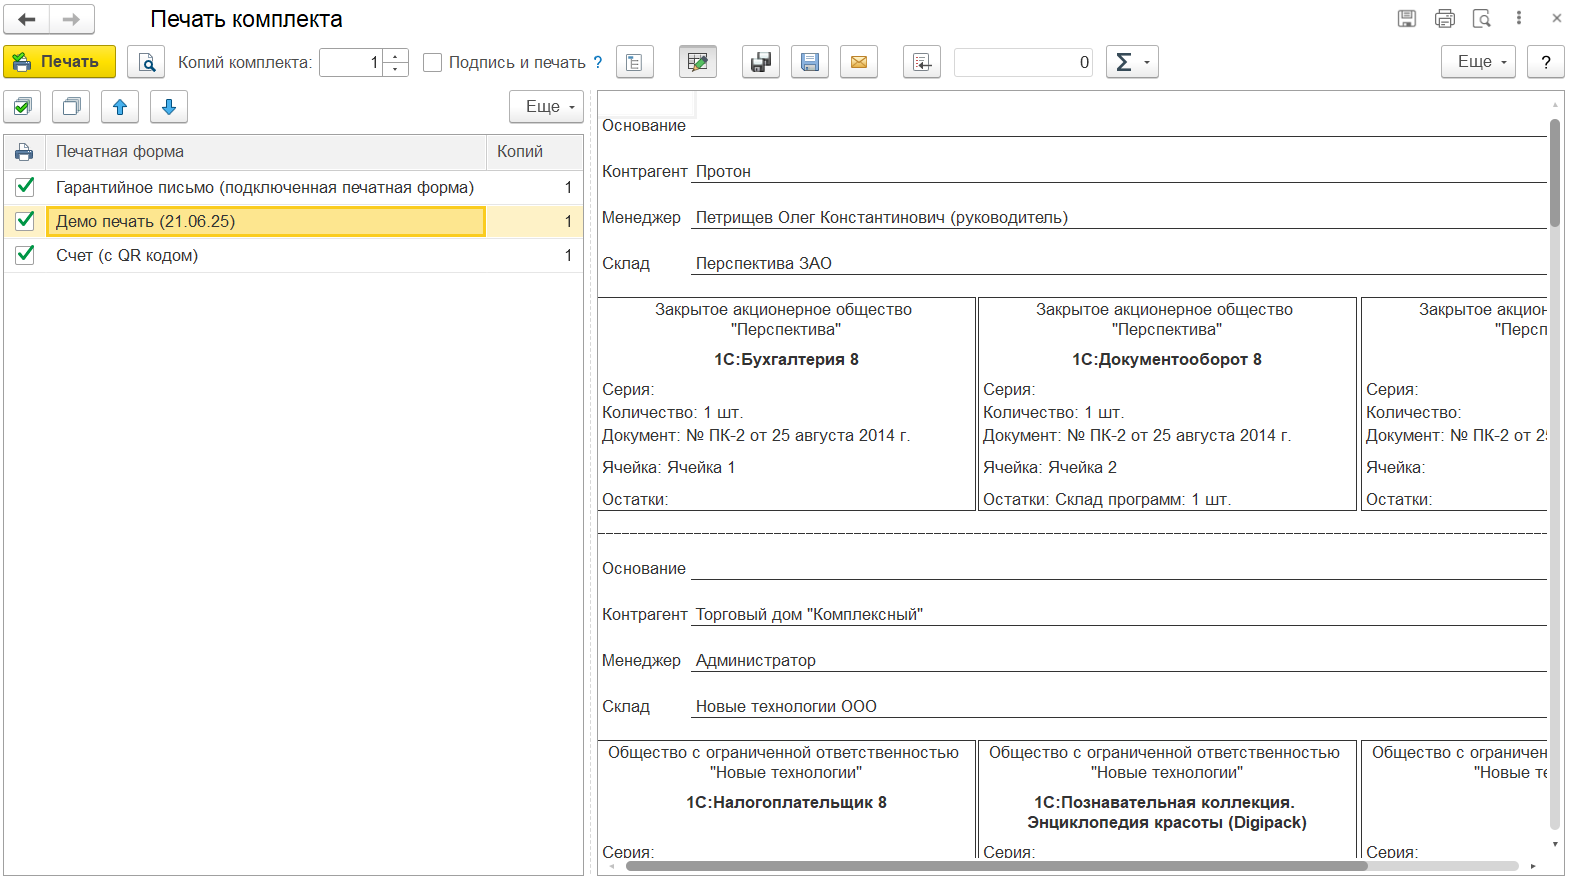 Печать комплекта
Печать
Копий комплекта: 1
Подпись и печать ?
0
Σ
Еще
?
Еще
Печатная форма Копий
Гарантийное письмо (подключенная печатная форма) 1
Демо печать (21.06.25) 1
Счет (с QR кодом) 1
Основание
Контрагент Протон
Менеджер Петрищев Олег Константинович (руководитель)
Склад Перспектива ЗАО
Закрытое акционерное общество Закрытое акционерное общество Закрытое акцион
"Перспектива" "Перспектива" "Персп
1С:Бухгалтерия 8 1С:Документооборот 8
Серия: Серия: Серия:
Количество: 1 шт. Количество: 1 шт. Количество:
Документ: № ПК-2 от 25 августа 2014 г. Документ: № ПК-2 от 25 августа 2014 г. Документ: № ПК-2 от 2
Ячейка: Ячейка 1 Ячейка: Ячейка 2 Ячейка:
Остатки: Остатки: Склад программ: 1 шт. Остатки:
Основание
Контрагент Торговый дом "Комплексный"
Менеджер Администратор
Склад Новые технологии ООО
Общество с ограниченной ответственностью Общество с ограниченной ответственностью Общество с ограничен
"Новые технологии" "Новые технологии" "Новые те
1С:Налогоплательщик 8 1С:Познавательная коллекция.
Энциклопедия красоты (Digipack)
Серия: Серия: Серия: